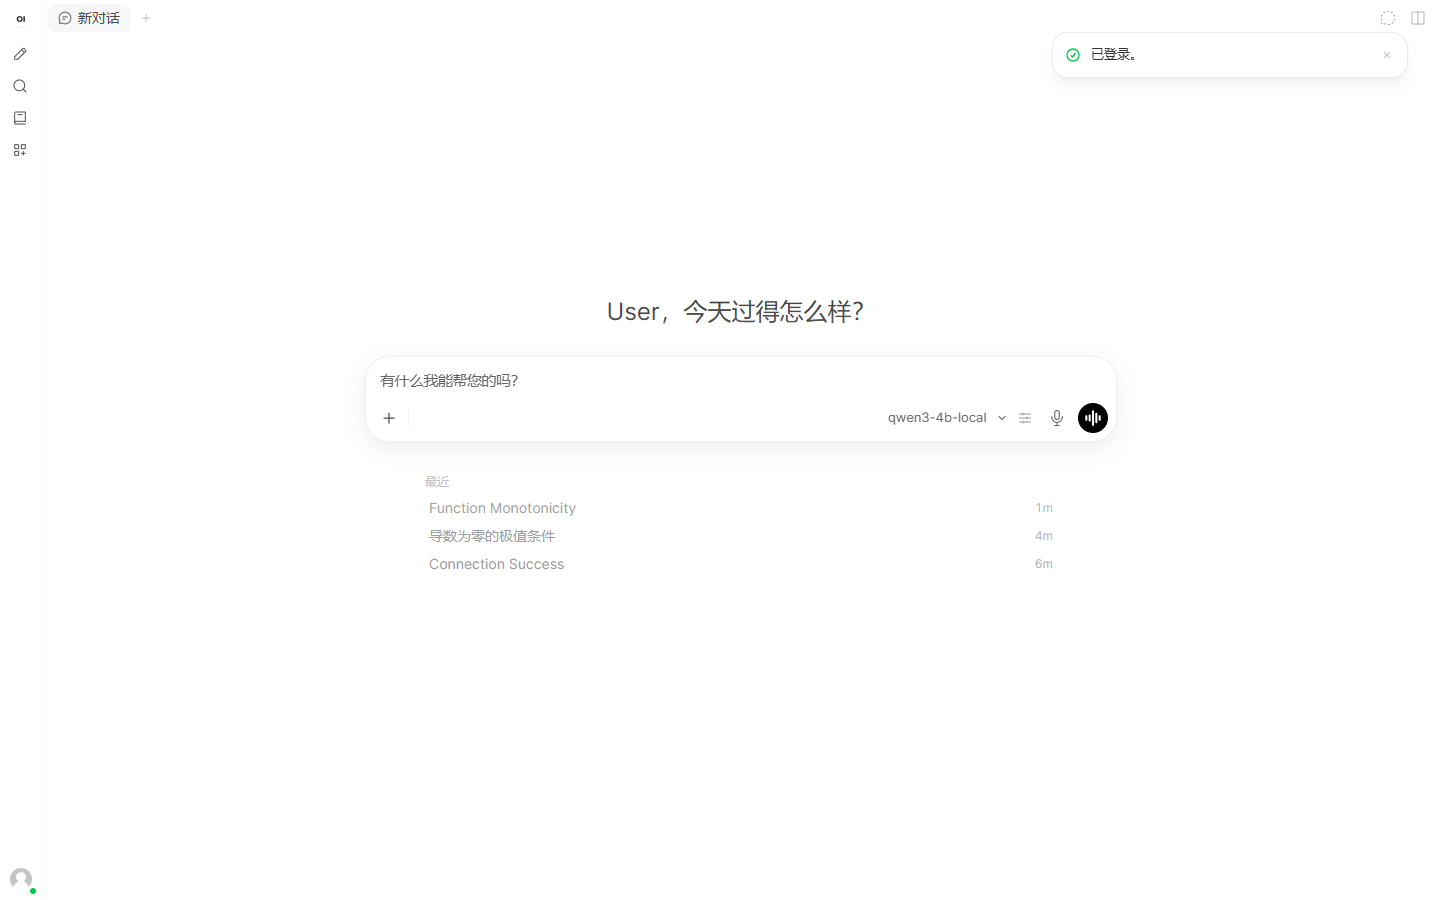 OI
新对话
已登录。
User，今天过得怎么样？
有什么我能帮您的吗？
qwen3-4b-local
最近
Function Monotonicity 1m
导数为零的极值条件 4m
Connection Success 6m